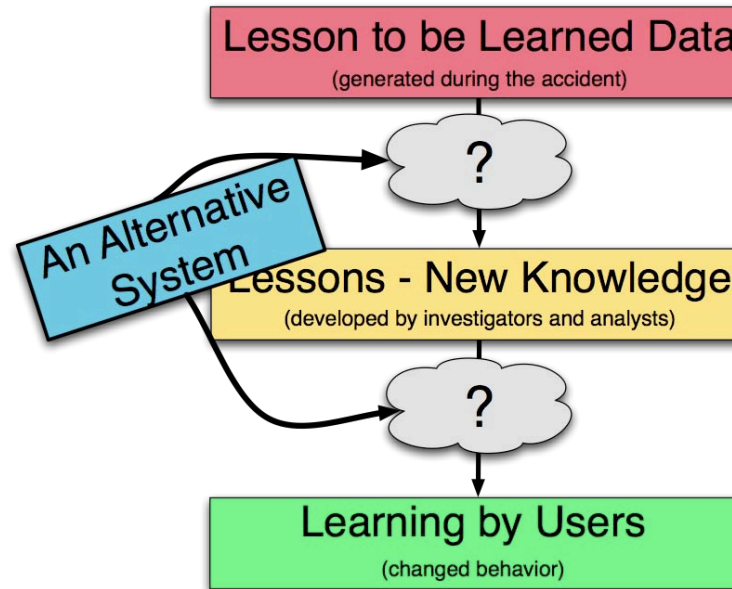 Lesson to be Learned Data
(generated during the accident)
?
An Alternative
System
Lessons - New Knowledge
(developed by investigators and analysts)
?
Learning by Users
(changed behavior)